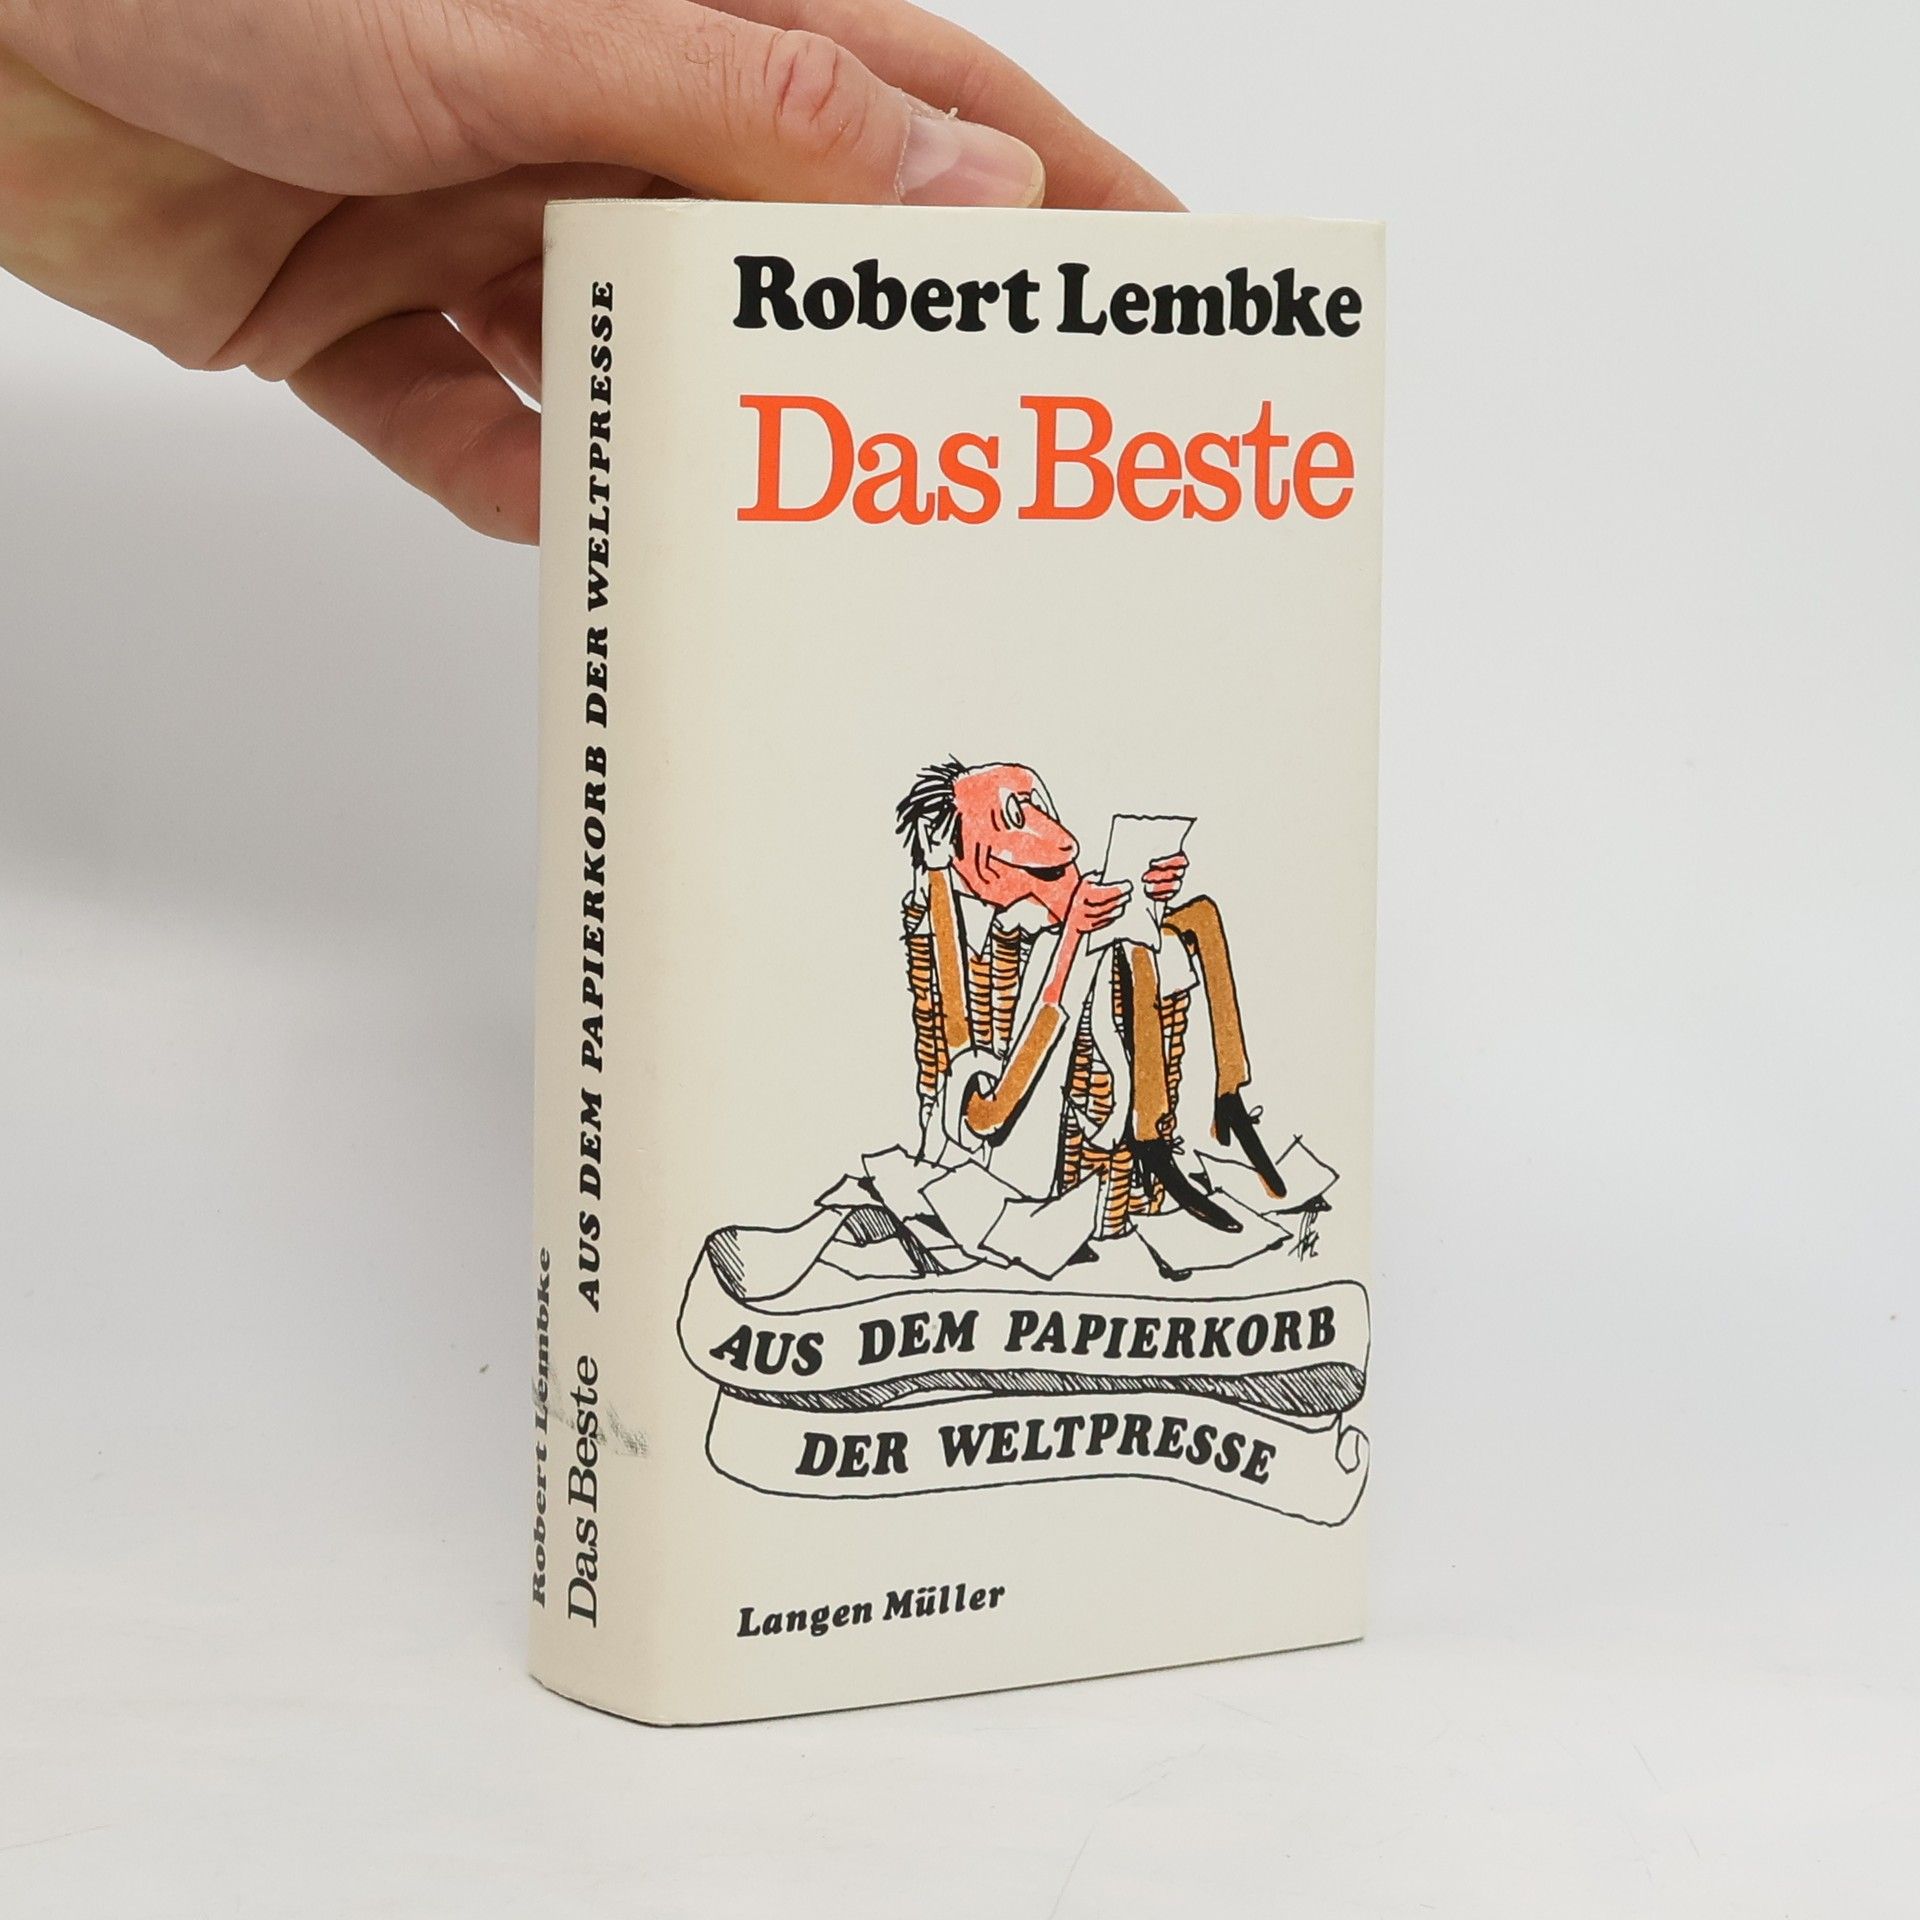 Robert Lembke
Das Beste
AUS DEM PAPIERKORB
DER WELTPRESSE
Langen Müller
Robert Lembke
Das Beste AUS DEM PAPIERKORB DER WELTPRESSE